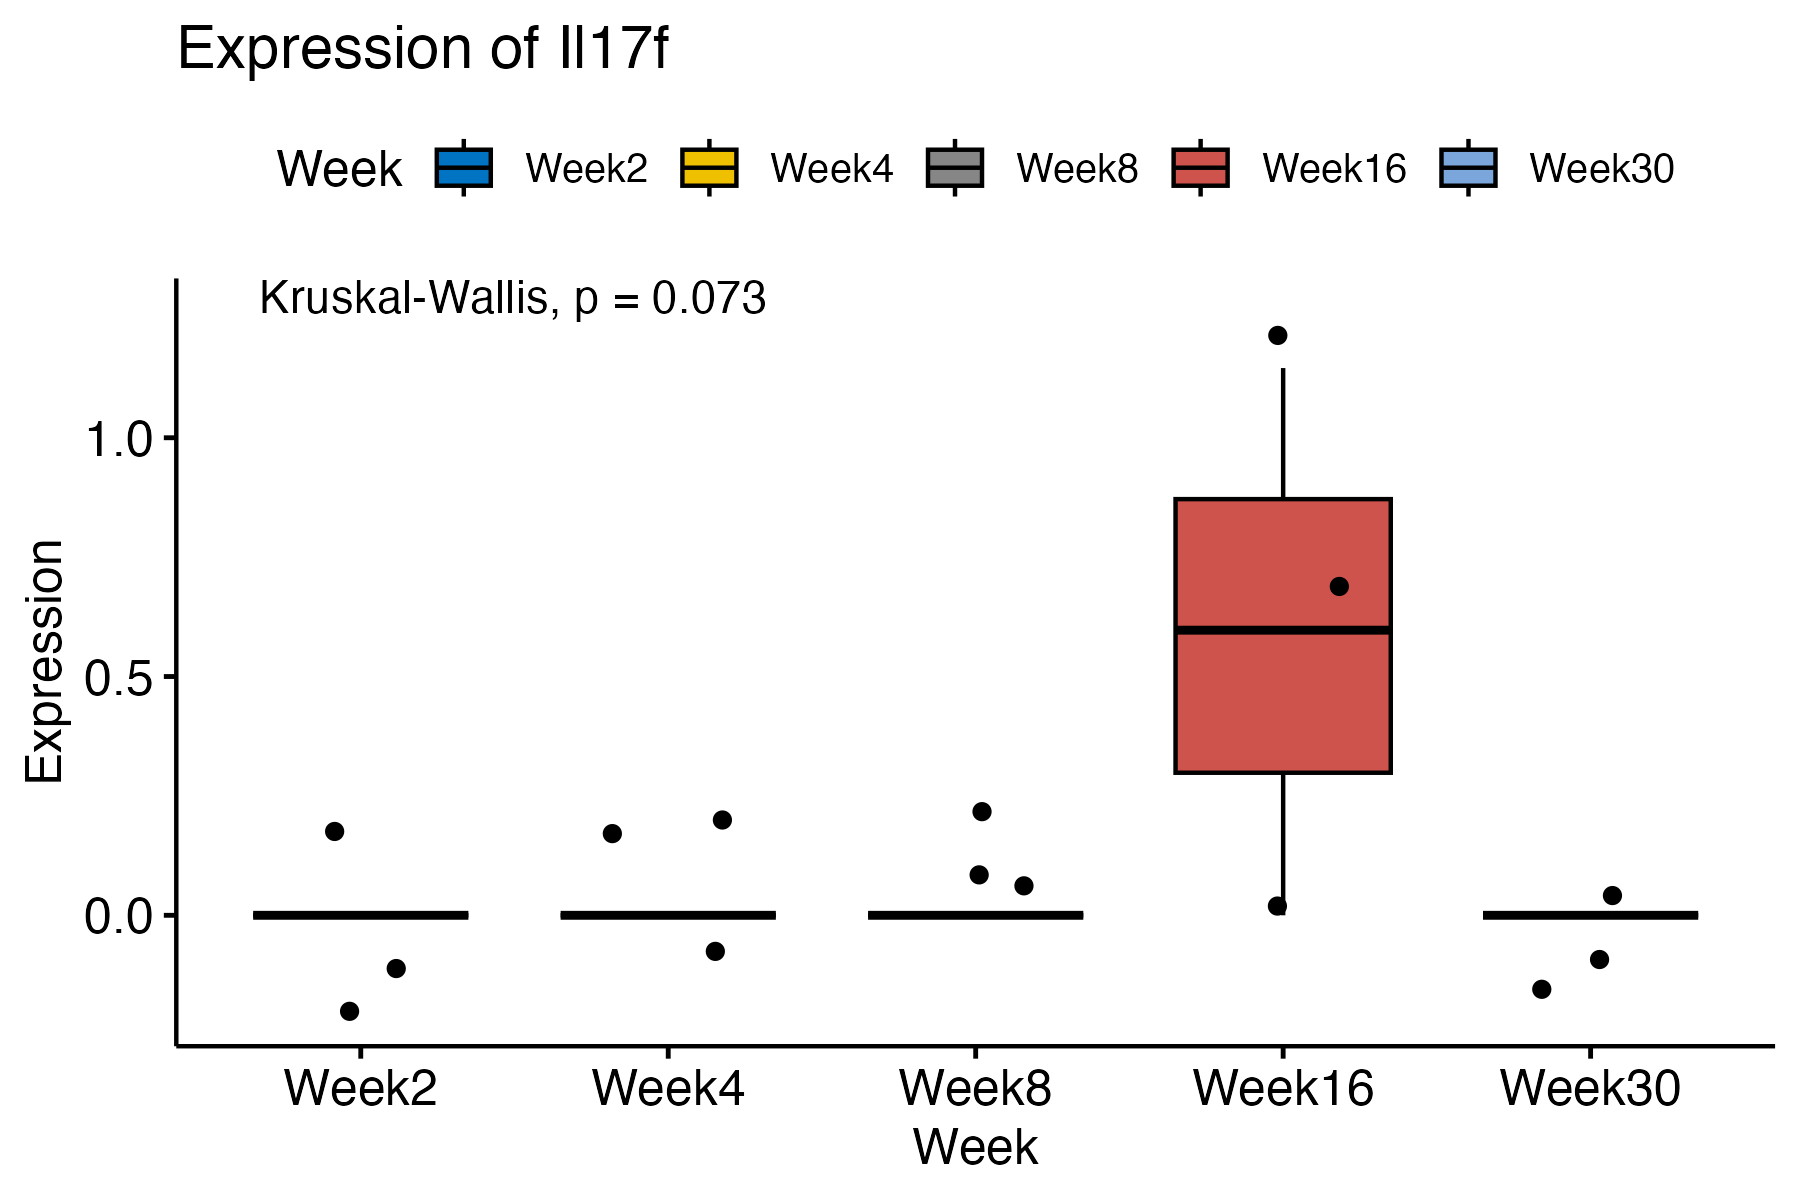 Expression of Il17f
Week Week2 Week4 Week8 Week16 Week30
Kruskal-Wallis, p = 0.073
1.0
0.5
0.0
Expression
Week2 Week4 Week8 Week16 Week30
Week